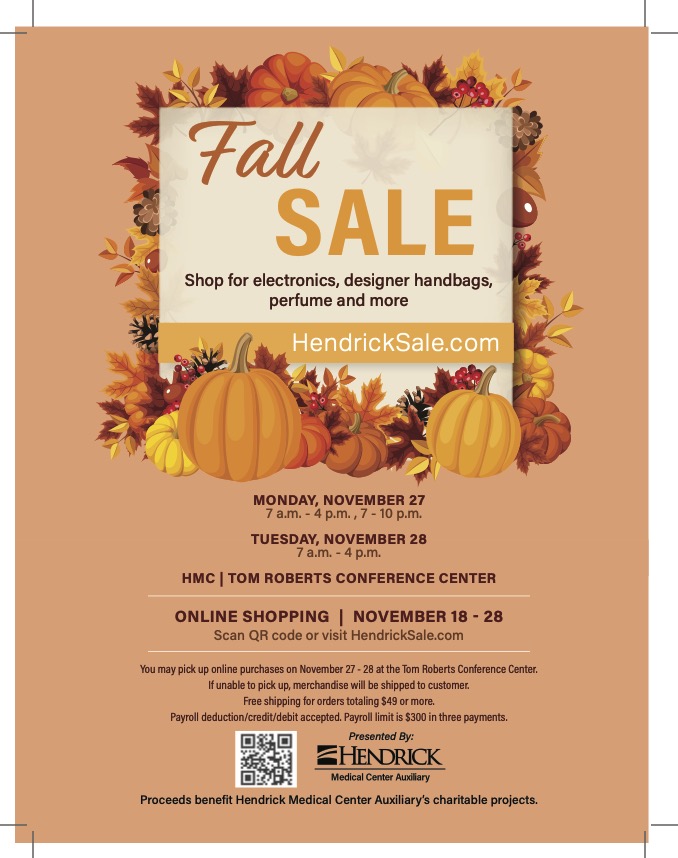 Fall
SALE
Shop for electronics, designer handbags,
perfume and more
HendrickSale.com
MONDAY, NOVEMBER 27
7 a.m. - 4 p.m. , 7 - 10 p.m.
TUESDAY, NOVEMBER 28
7 a.m. - 4 p.m.
HMC | TOM ROBERTS CONFERENCE CENTER
ONLINE SHOPPING | NOVEMBER 18 - 28
Scan QR code or visit HendrickSale.com
You may pick up online purchases on November 27 - 28 at the Tom Roberts Conference Center.
If unable to pick up, merchandise will be shipped to customer.
Free shipping for orders totaling $49 or more.
Payroll deduction/credit/debit accepted. Payroll limit is $300 in three payments.
Presented By:
HENDRICK
Medical Center Auxiliary
Proceeds benefit Hendrick Medical Center Auxiliary's charitable projects.